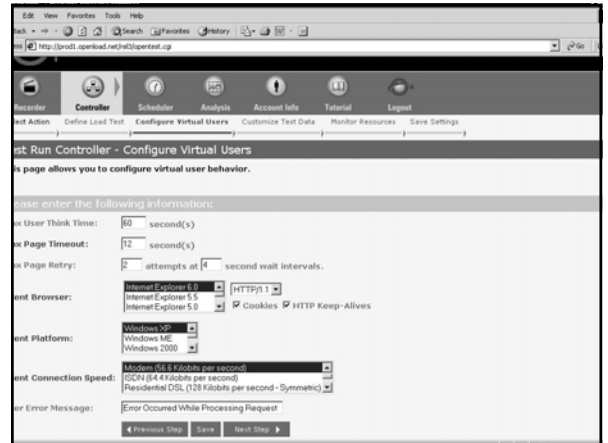 Edit View Favorites Tools Help
Back Search Favorites History
http://prod1.openload.net/rel3/opentest.cgi Go
Recorder Controller Scheduler Analysis Account Info Tutorial Logout
lect Action Define Load Test Configure Virtual Users Customize Test Data Monitor Resources Save Settings
st Run Controller - Configure Virtual Users
is page allows you to configure virtual user behavior.
ease enter the following information:
ax User Think Time: 60 second(s)
ax Page Timeout: 12 second(s)
ax Page Retry: 2 attempts at 4 second wait intervals.
Internet Explorer 6.0 HTTP/1.1
ent Browser: Internet Explorer 5.5
Internet Explorer 5.0 Cookies HTTP Keep-Alives
Windows XP
ent Platform: Windows ME
Windows 2000
Modem (56.6 Kilobits per second)
ent Connection Speed: ISDN (64.4 Kilobits per second)
Residential DSL (128 Kilobits per second - Symmetric)
er Error Message: Error Occurred While Processing Request
Previous Step Save Next Step